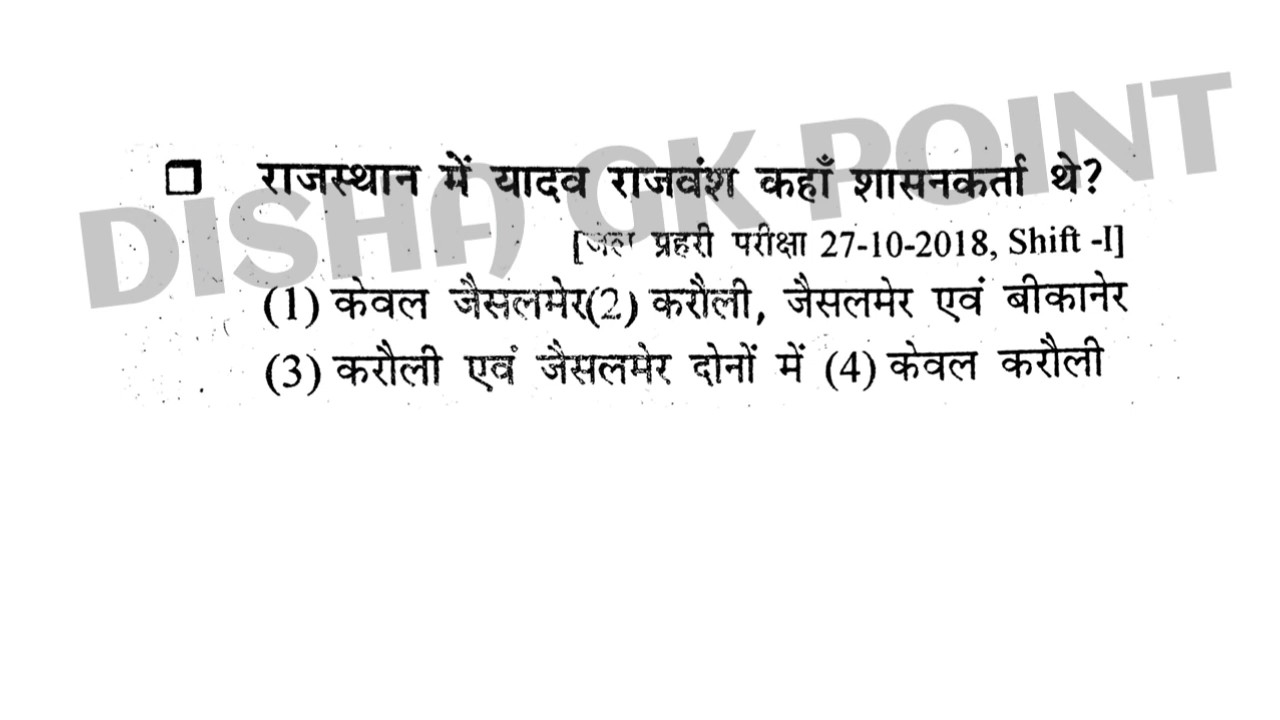 DISHA GK POINT
❑ राजस्थान में यादव राजवंश कहाँ शासनकर्ता थे?
[जेल प्रहरी परीक्षा 27-10-2018, Shift -I]
(1) केवल जैसलमेर(2) करौली, जैसलमेर एवं बीकानेर
(3) करौली एवं जैसलमेर दोनों में (4) केवल करौली